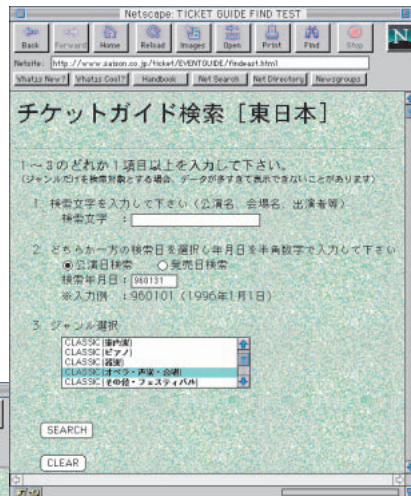 Netscape: TICKET GUIDE FIND TEST
Back Forward Home Reload Images Open Print Find Stop
N
Netsite: http://www.saison.co.jp/ticket/EVENTGUIDE/findeast.html
What's New? What's Cool? Handbook Net Search Net Directory Newsgroups
チケットガイド検索［東日本］
1～3のどれか1項目以上を入力して下さい。
(ジャンルだけを検索対象とする場合、データが多すぎて表示できないことがあります)
1. 検索文字を入力して下さい（公演名、会場名、出演者等）
検索文字 ：
2. どちらか一方の検索日を選択し年月日を半角数字で入力して下さい
公演日検索 発売日検索
検索年月日：960131
※入力例 ：960101（1996年1月1日）
3. ジャンル選択
CLASSIC(室内楽)
CLASSIC(ピアノ)
CLASSIC(器楽)
CLASSIC(オペラ・声楽・合唱)
CLASSIC(その他・フェスティバル)
SEARCH
CLEAR